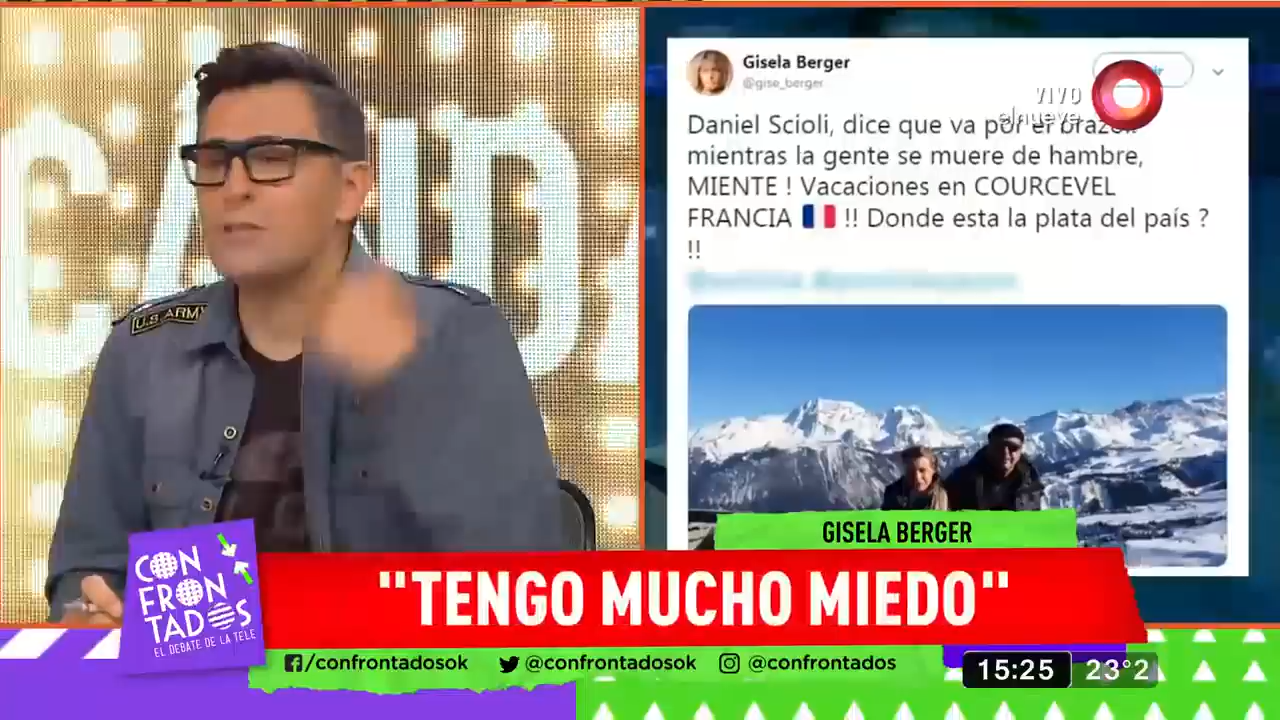 U.S. ARMY
Gisela Berger
@gise_berger
VIVO
elnueve
Daniel Scioli, dice que va por el brazo..
mientras la gente se muere de hambre,
MIENTE ! Vacaciones en COURCEVEL
FRANCIA 🇫🇷 !! Donde esta la plata del país ?
!!
GISELA BERGER
"TENGO MUCHO MIEDO"
CON
FRON
TADOS
EL DEBATE DE LA TELE
/confrontadosok
@confrontadosok
@confrontados
15:25
23°2